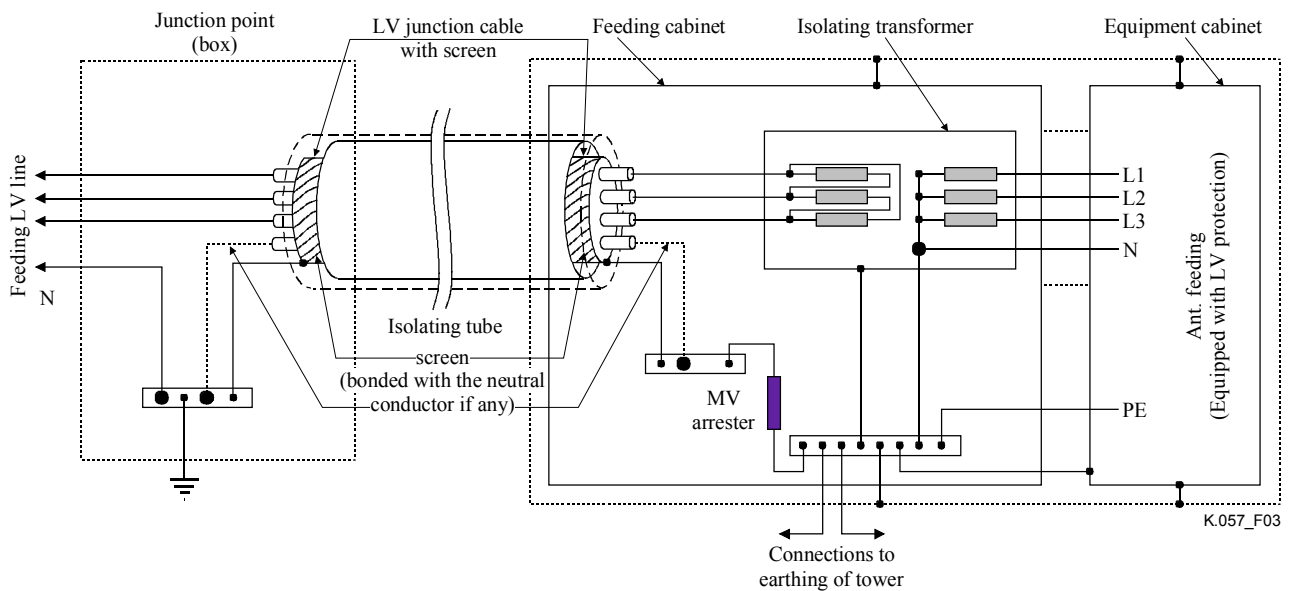 Junction point
(box)
LV junction cable
with screen
Feeding cabinet
Isolating transformer
Equipment cabinet
Feeding LV line
N
L1
L2
L3
N
Ant. feeding
(Equipped with LV protection)
Isolating tube
screen
(bonded with the neutral
conductor if any)
MV
arrester
PE
K.057_F03
Connections to
earthing of tower